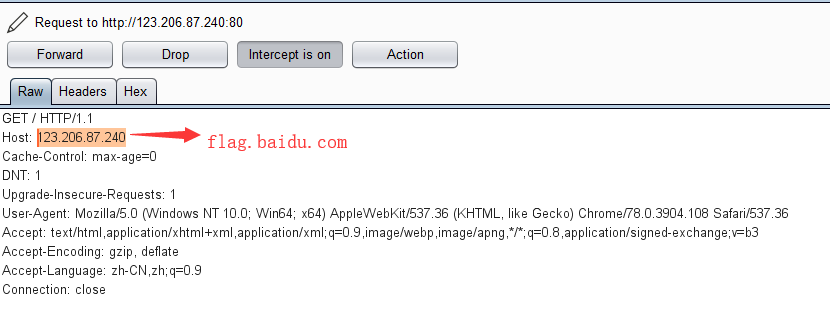 Request to http://123.206.87.240:80
Forward Drop Intercept is on Action
Raw Headers Hex
GET / HTTP/1.1
Host: 123.206.87.240 flag.baidu.com
Cache-Control: max-age=0
DNT: 1
Upgrade-Insecure-Requests: 1
User-Agent: Mozilla/5.0 (Windows NT 10.0; Win64; x64) AppleWebKit/537.36 (KHTML, like Gecko) Chrome/78.0.3904.108 Safari/537.36
Accept: text/html,application/xhtml+xml,application/xml;q=0.9,image/webp,image/apng,*/*;q=0.8,application/signed-exchange;v=b3
Accept-Encoding: gzip, deflate
Accept-Language: zh-CN,zh;q=0.9
Connection: close